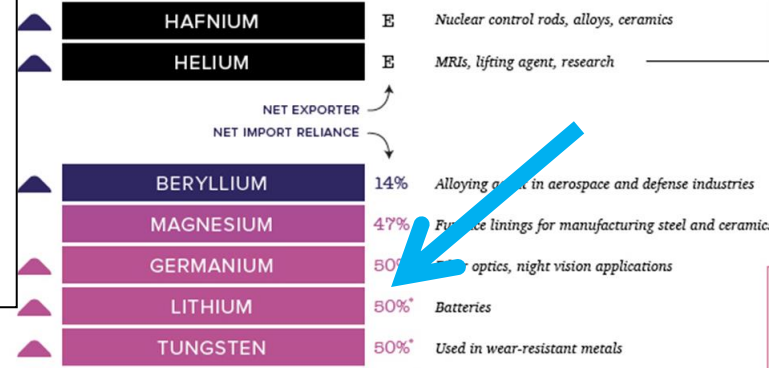 HAFNIUM E Nuclear control rods, alloys, ceramics
HELIUM E MRIs, lifting agent, research
NET EXPORTER
NET IMPORT RELIANCE
BERYLLIUM 14% Alloying in aerospace and defense industries
MAGNESIUM 47% linings for manufacturing steel and ceramics
GERMANIUM optics, night vision applications
LITHIUM 50%* Batteries
TUNGSTEN 50%* Used in wear-resistant metals